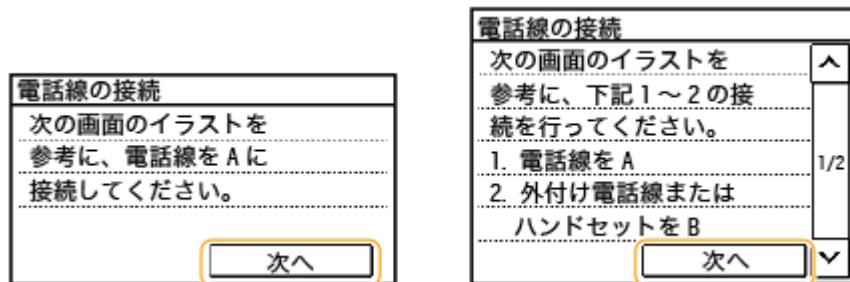 電話線の接続
次の画面のイラストを
参考に、電話線をAに
接続してください。
次へ
電話線の接続
次の画面のイラストを
参考に、下記1～2の接
続を行ってください。
1. 電話線をA
2. 外付け電話線または
ハンドセットをB
1/2
次へ